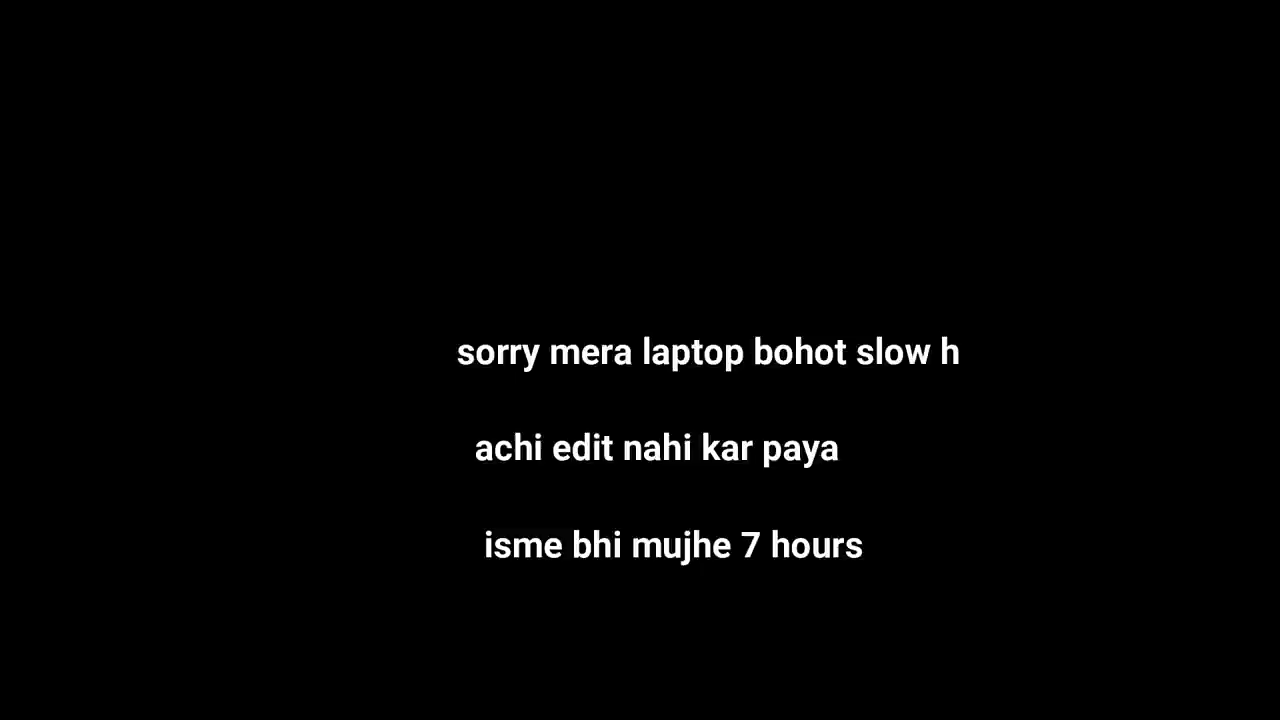 sorry mera laptop bohot slow h
achi edit nahi kar paya
isme bhi mujhe 7 hours